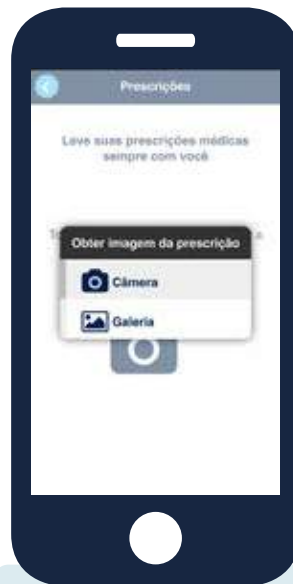 Prescrições
Leve suas prescrições médicas
sempre com você
Obter imagem da prescrição
Câmera
Galeria